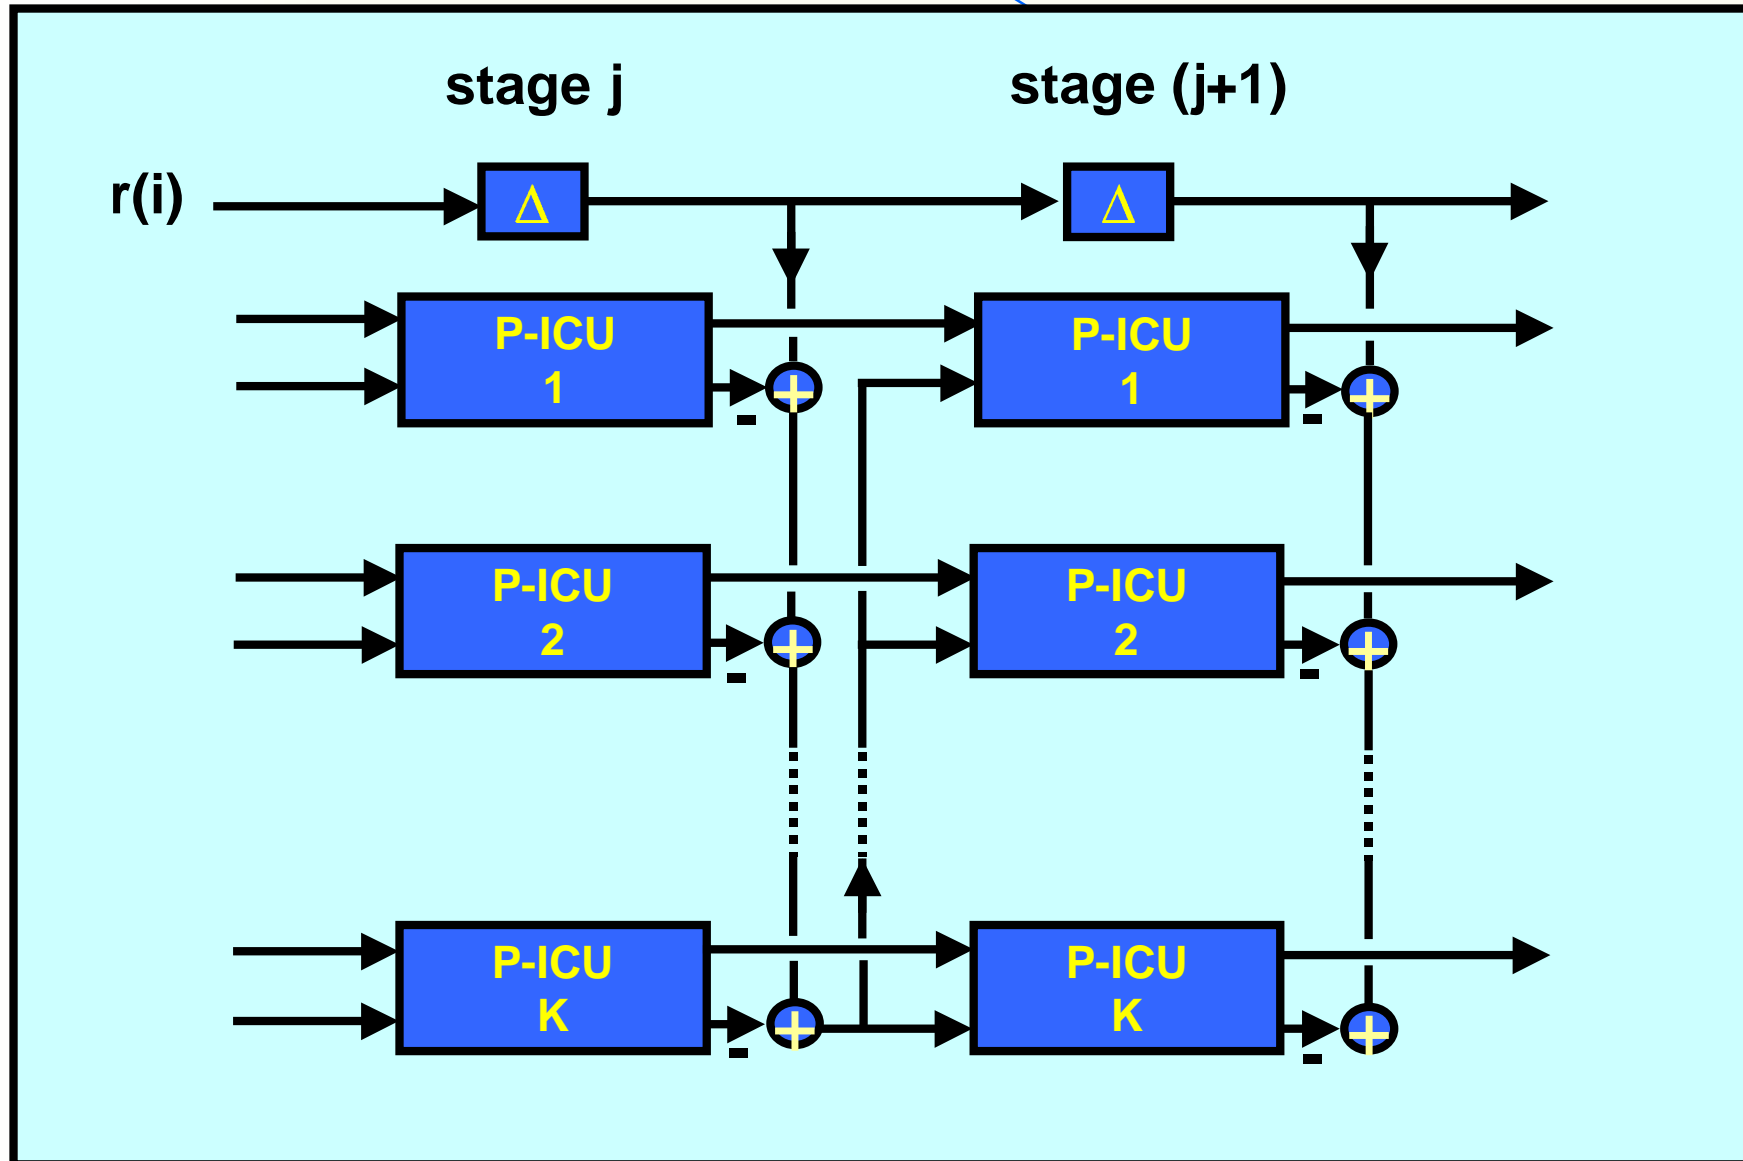 stage j
stage (j+1)
r(i)
Δ
Δ
P-ICU
1
-
P-ICU
1
-
P-ICU
2
-
P-ICU
2
-
P-ICU
K
-
P-ICU
K
-